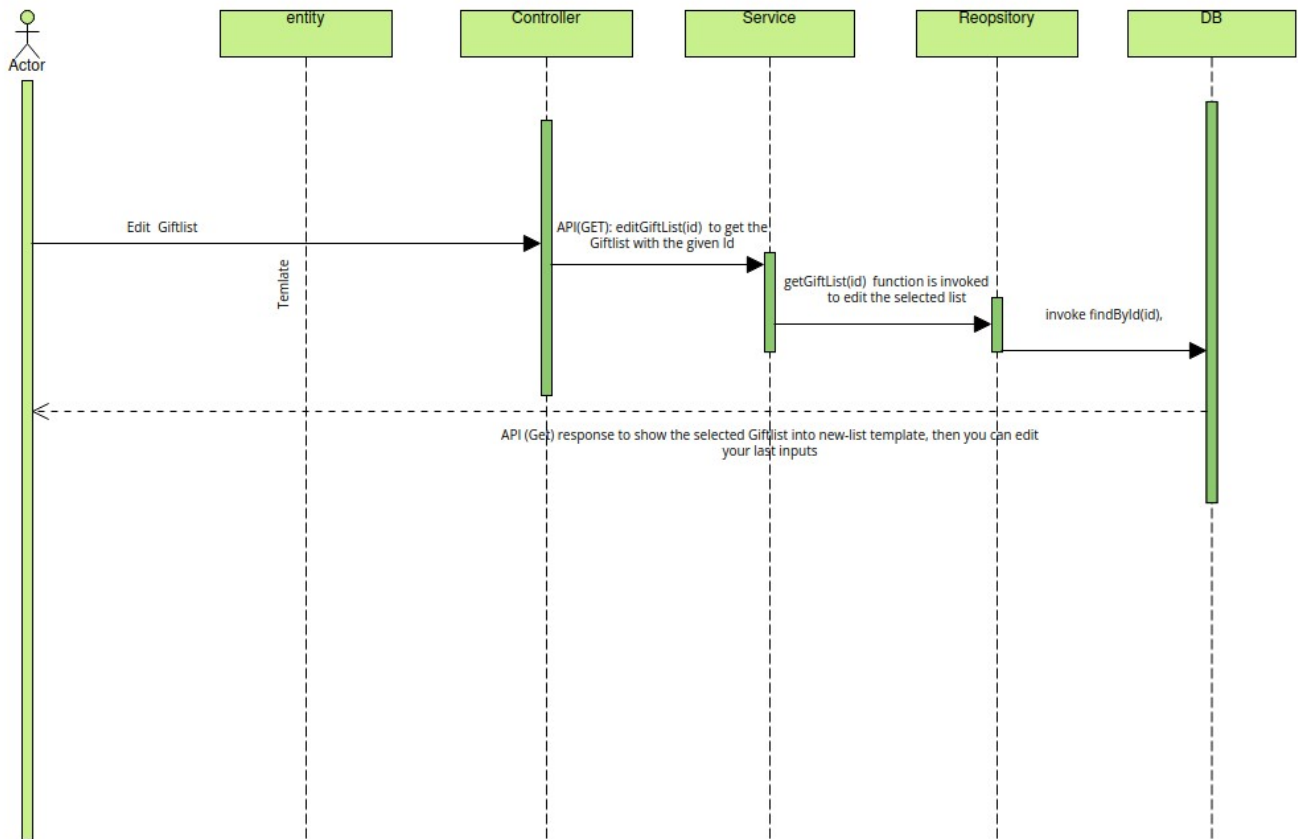 entity
Controller
Service
Reopsitory
DB
Actor
Edit Giftlist
API(GET): editGiftList(id) to get the
Giftlist with the given Id
Temlate
getGiftList(id) function is invoked
to edit the selected list
invoke findById(id),
API (Get) response to show the selected Giftlist into new-list template, then you can edit
your last inputs